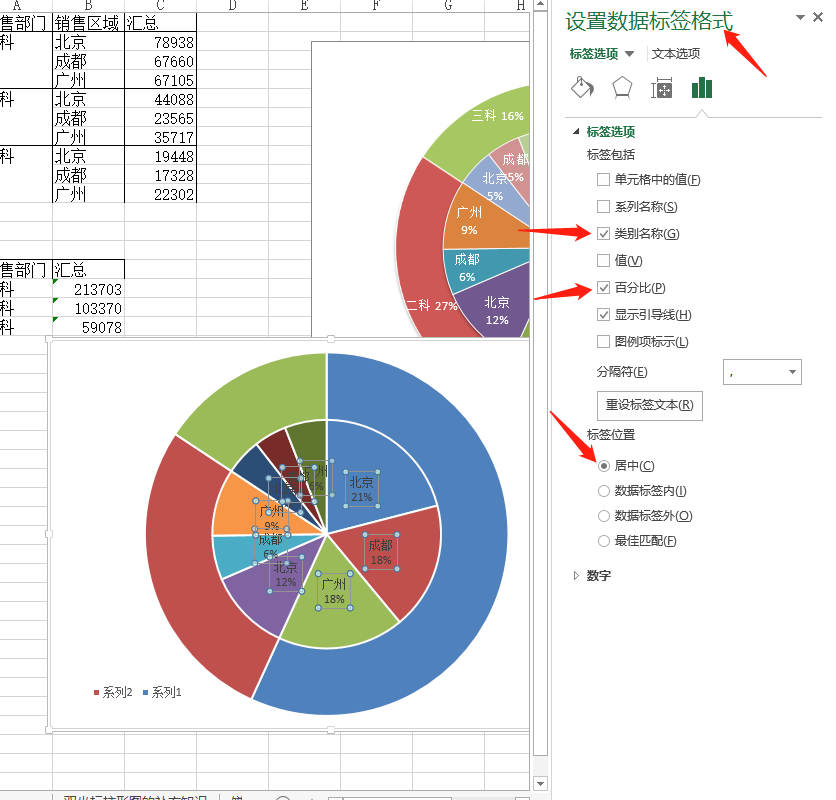 A B C D E F G H
售部门 销售区域 汇总
科 北京 78938
成都 67660
广州 67105
科 北京 44088
成都 23565
广州 35717
科 北京 19448
成都 17328
广州 22302
售部门 汇总
科 213703
科 103370
科 59078
三科 16%
成都
5%
北京
5%
广州
9%
成都
6%
二科 27%
北京
12%
北京
21%
成都
18%
广州
18%
北京
12%
成都
6%
广州
9%
系列2 系列1
设置数据标签格式
标签选项 文本选项
标签选项
标签包括
单元格中的值(F)
系列名称(S)
类别名称(G)
值(V)
百分比(P)
显示引导线(H)
图例项标示(L)
分隔符(E) ,
重设标签文本(R)
标签位置
居中(C)
数据标签内(I)
数据标签外(O)
最佳匹配(F)
数字